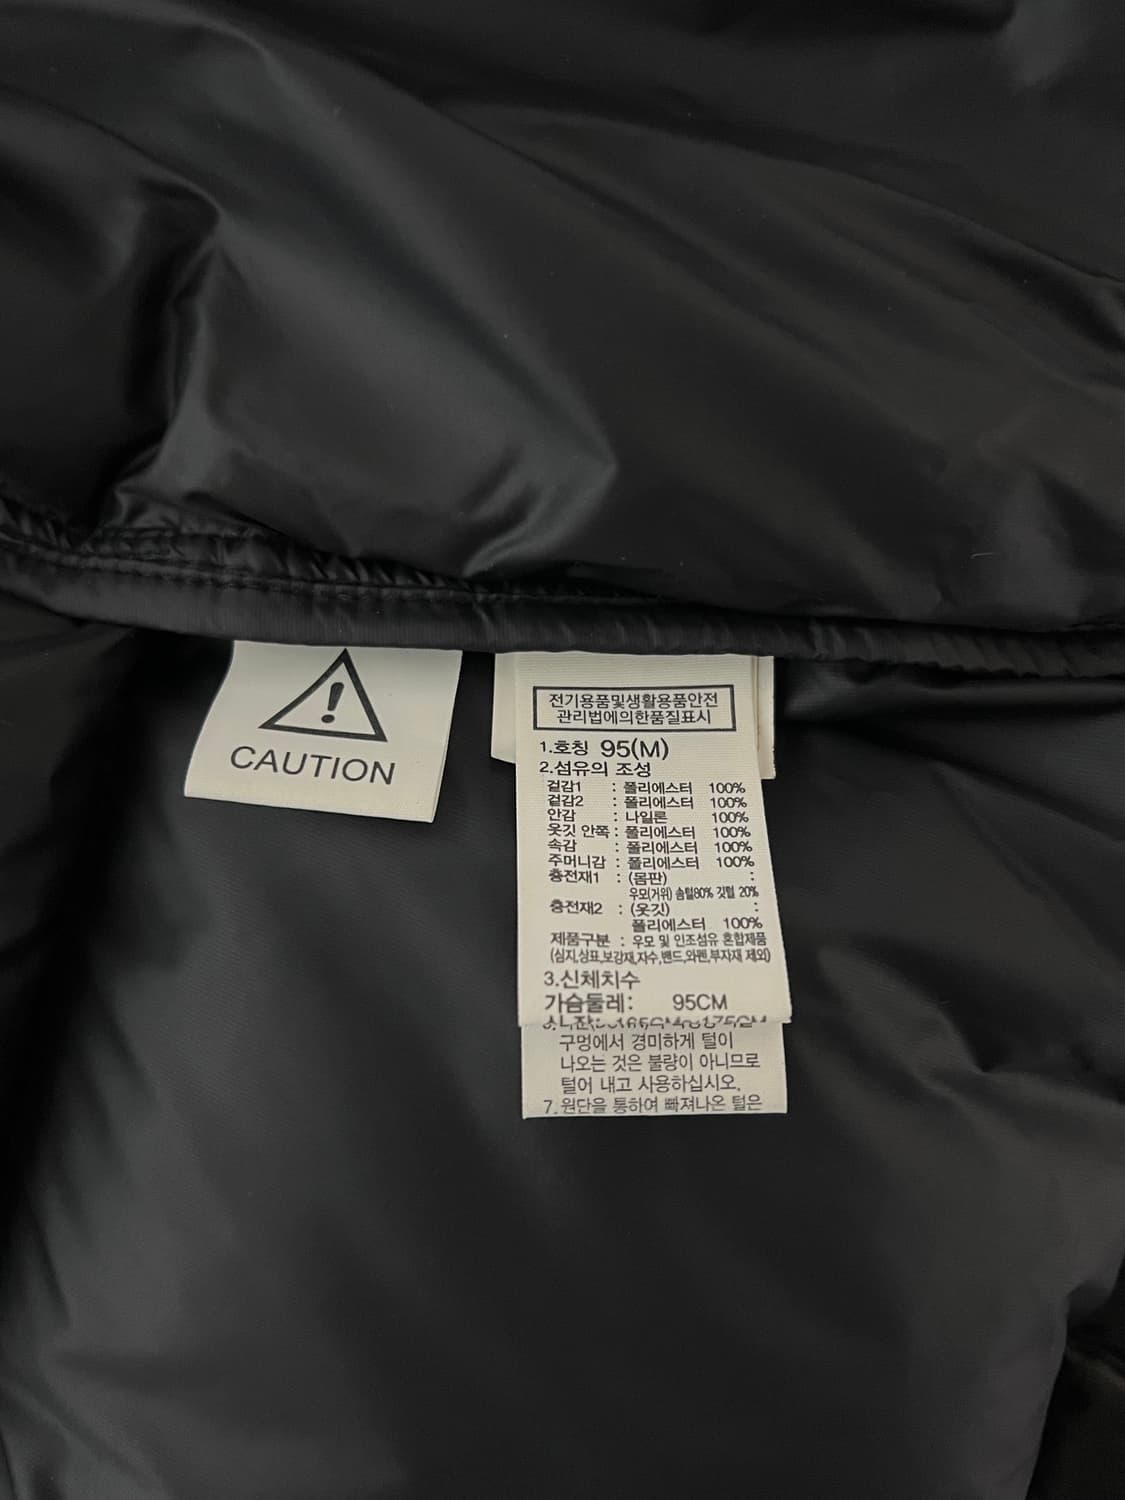 CAUTION
전기용품및생활용품안전
관리법에의한품질표시
1.호칭 95(M)
2.섬유의 조성
겉감1 : 폴리에스터 100%
겉감2 : 폴리에스터 100%
안감 : 나일론 100%
옷깃 안쪽 : 폴리에스터 100%
속감 : 폴리에스터 100%
주머니감 : 폴리에스터 100%
충전재1 : (몸판) :
우모(거위) 솜털80% 깃털 20%
충전재2 : (옷깃) :
폴리에스터 100%
제품구분 : 우모 및 인조섬유 혼합제품
(심지,상표,보강재,자수,밴드,와펜,부자재 제외)
3.신체치수
가슴둘레: 95CM
구멍에서 경미하게 털이
나오는 것은 불량이 아니므로
털어 내고 사용하십시오.
7.원단을 통하여 빠져나온 털은